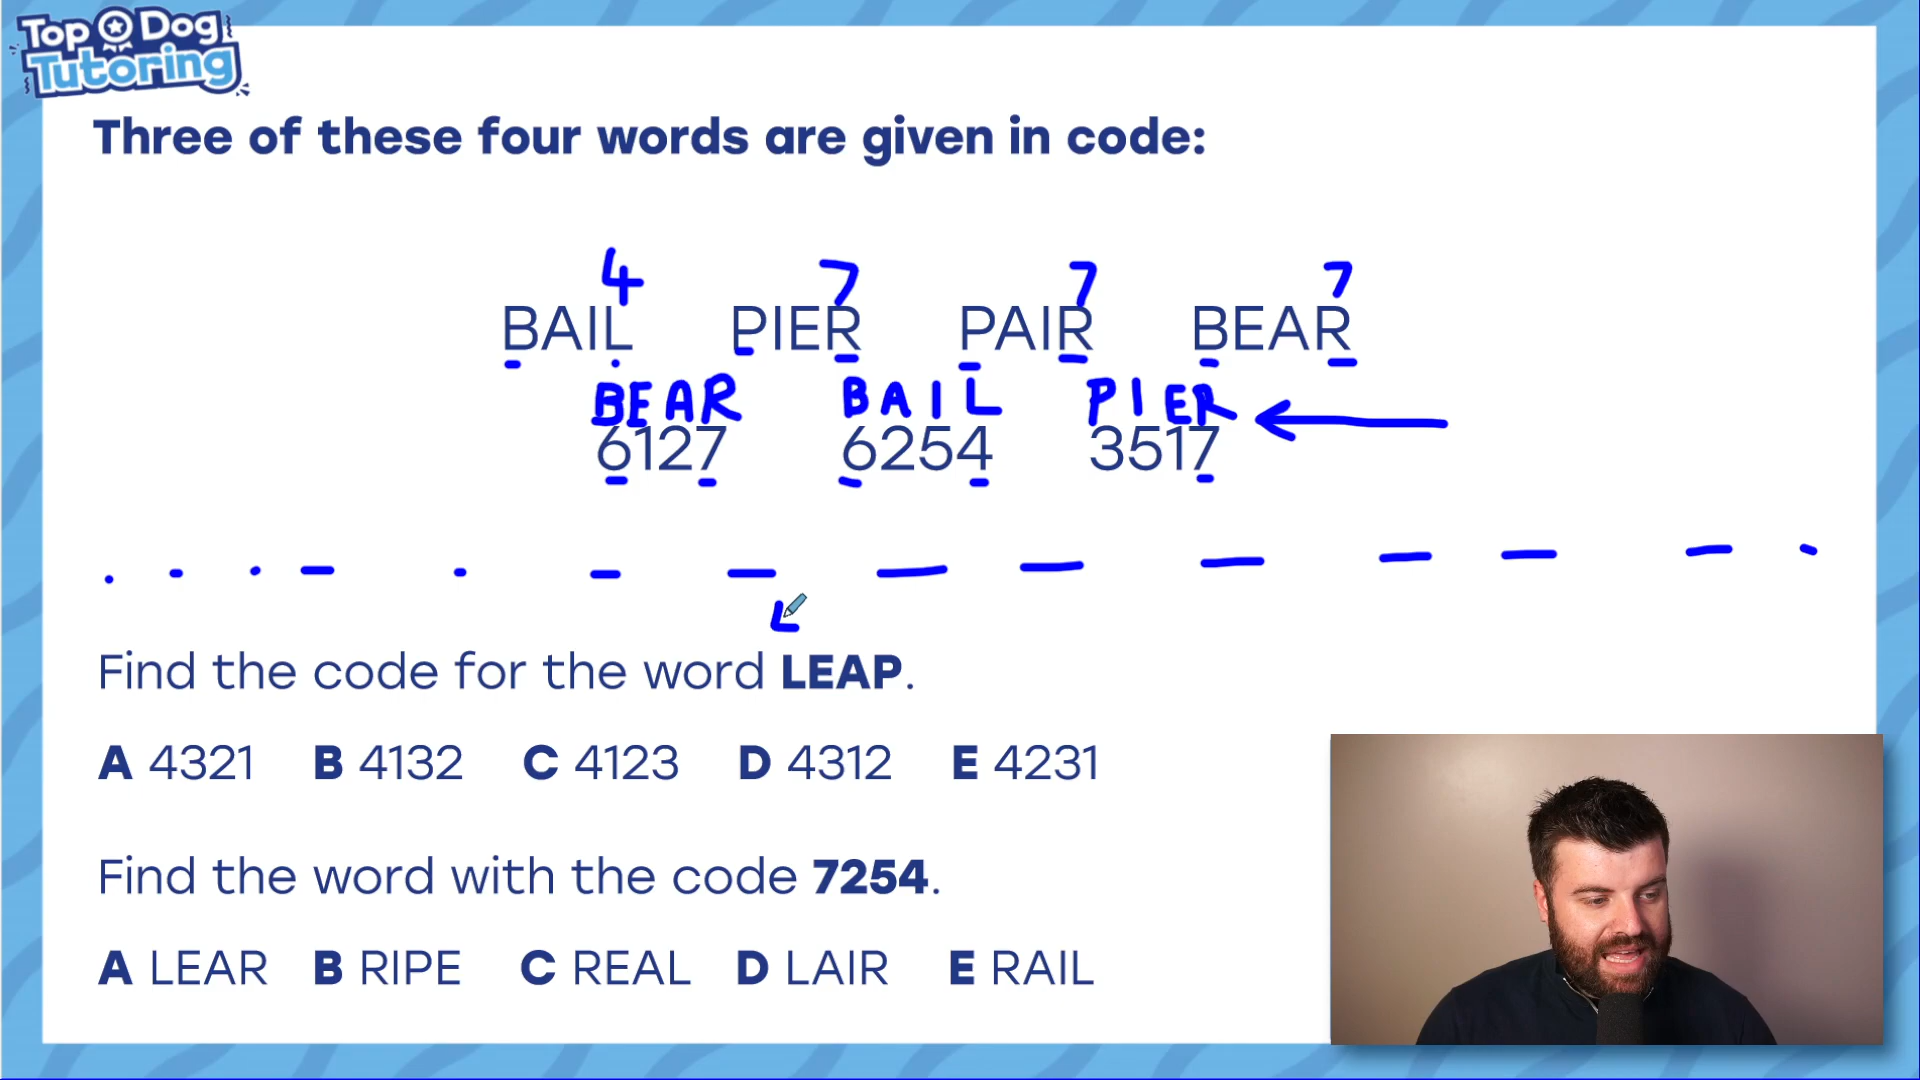 Top Dog
Tutoring
Three of these four words are given in code:
4 7 7 7
BAIL PIER PAIR BEAR
BEAR BAIL PIER
6127 6254 3517
L
Find the code for the word LEAP.
A 4321 B 4132 C 4123 D 4312 E 4231
Find the word with the code 7254.
A LEAR B RIPE C REAL D LAIR E RAIL